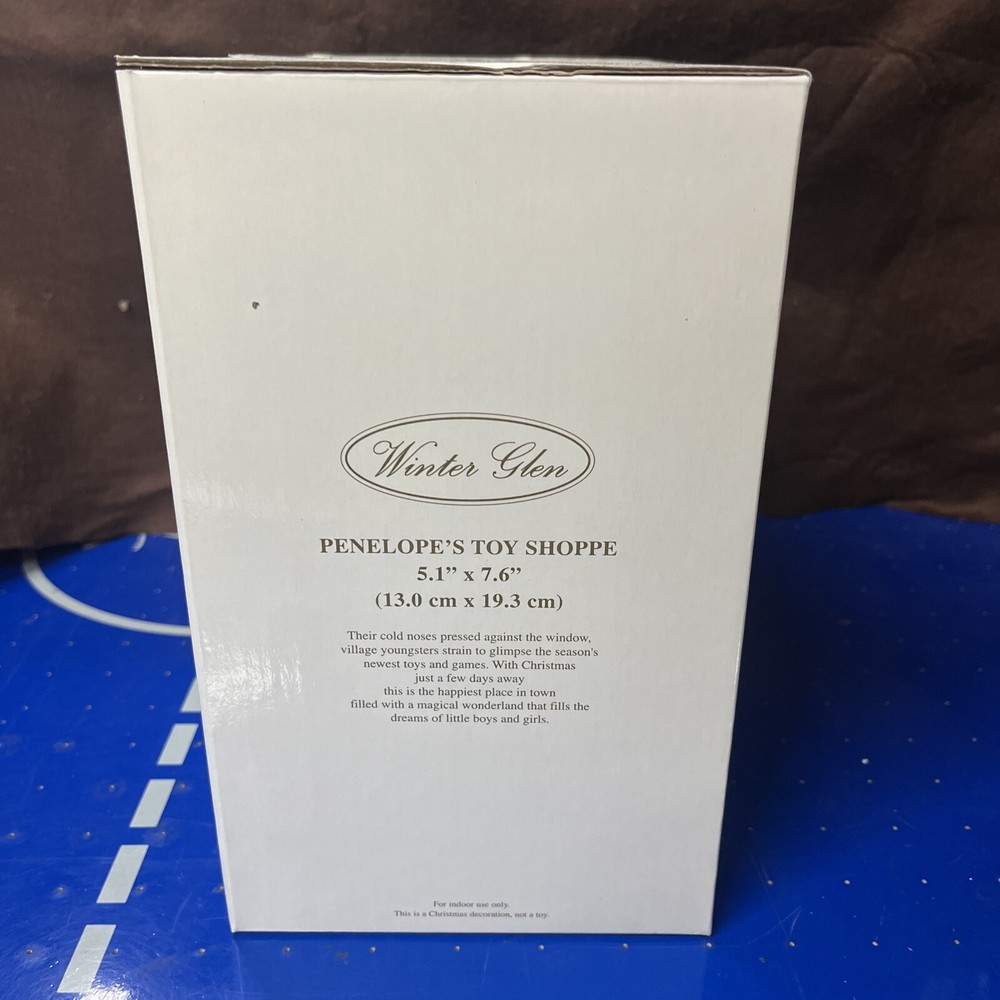 Winter Glen
PENELOPE'S TOY SHOPPE
5.1” x 7.6”
(13.0 cm x 19.3 cm)
Their cold noses pressed against the window,
village youngsters strain to glimpse the season's
newest toys and games. With Christmas
just a few days away
this is the happiest place in town
filled with a magical wonderland that fills the
dreams of little boys and girls.
For indoor use only.
This is a Christmas decoration, not a toy.